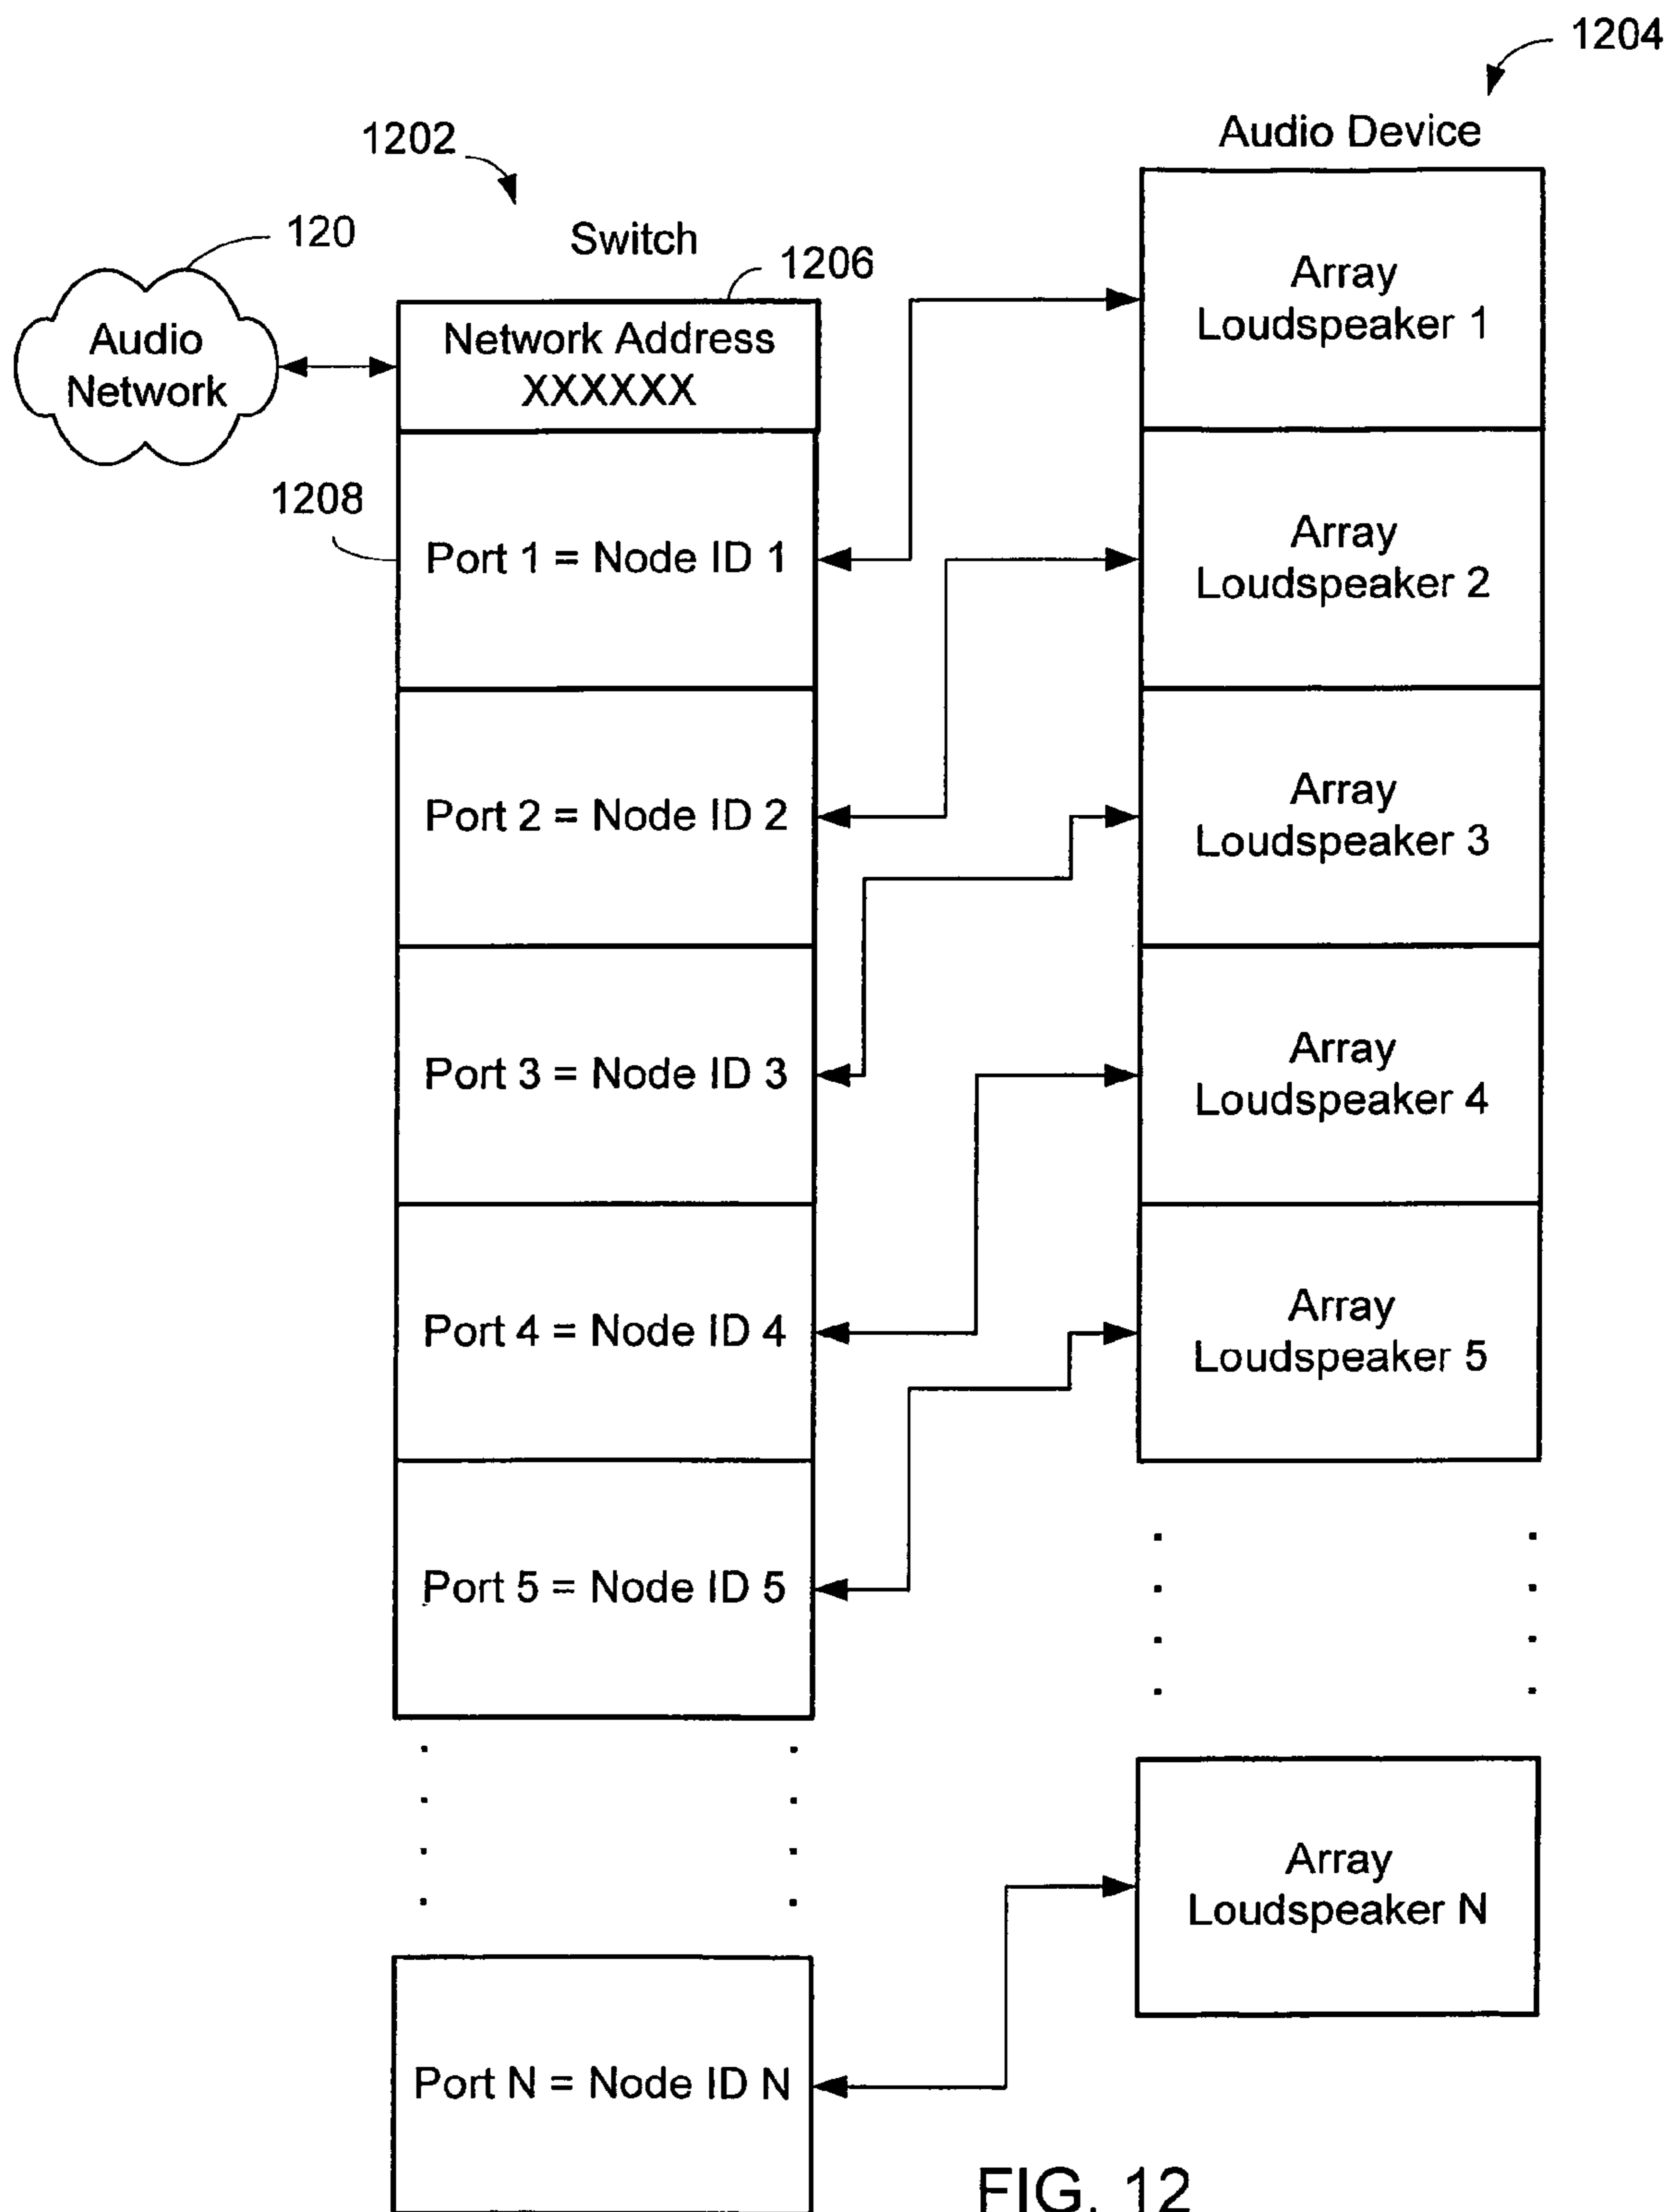 1204
Audio Device
1202
120
Switch
1206
Audio
Network
Network Address
XXXXXX
1208
Port 1 = Node ID 1
Port 2 = Node ID 2
Port 3 = Node ID 3
Port 4 = Node ID 4
Port 5 = Node ID 5
Port N = Node ID N
Array
Loudspeaker 1
Array
Loudspeaker 2
Array
Loudspeaker 3
Array
Loudspeaker 4
Array
Loudspeaker 5
Array
Loudspeaker N
FIG. 12